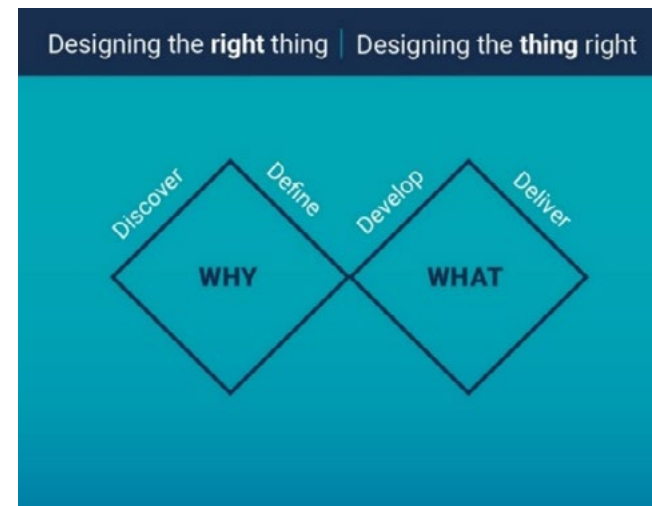 Designing the right thing | Designing the thing right
Discover
Define
Develop
Deliver
WHY
WHAT